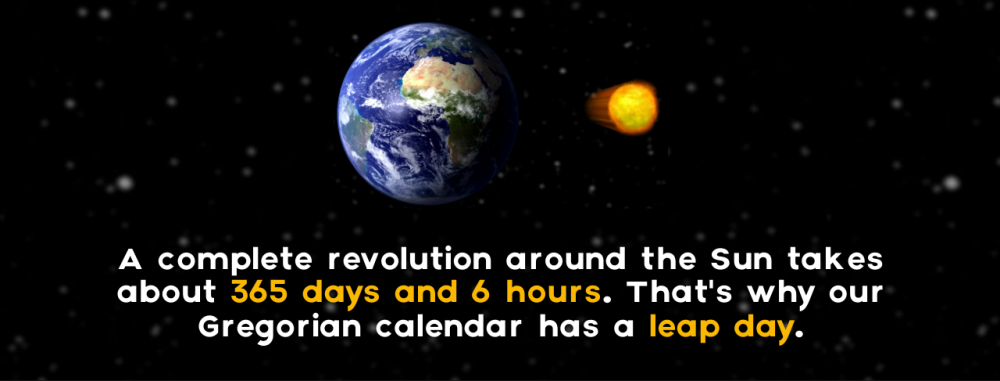 A complete revolution around the Sun takes
about 365 days and 6 hours. That's why our
Gregorian calendar has a leap day.